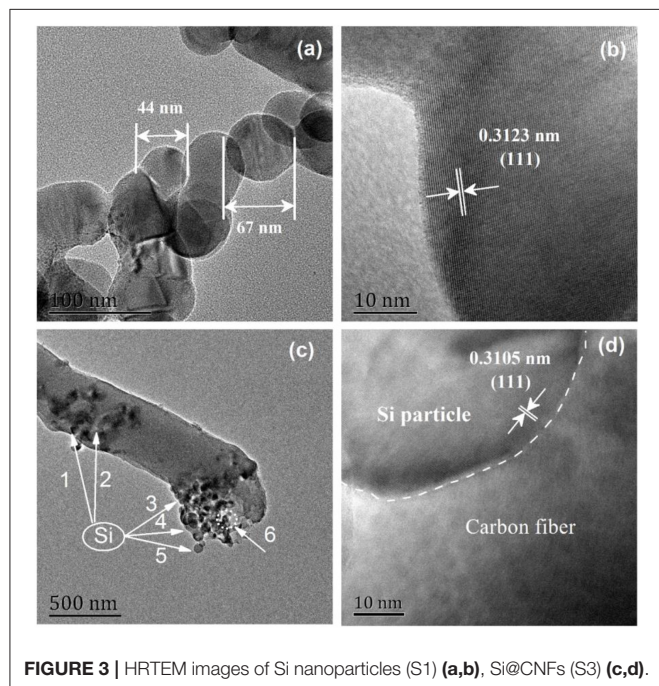 (a)
44 nm
67 nm
100 nm
(b)
0.3123 nm
(111)
10 nm
(c)
1
2
3
4
5
6
Si
500 nm
(d)
0.3105 nm
(111)
Si particle
Carbon fiber
10 nm
FIGURE 3 | HRTEM images of Si nanoparticles (S1) (a,b), Si@CNFs (S3) (c,d).